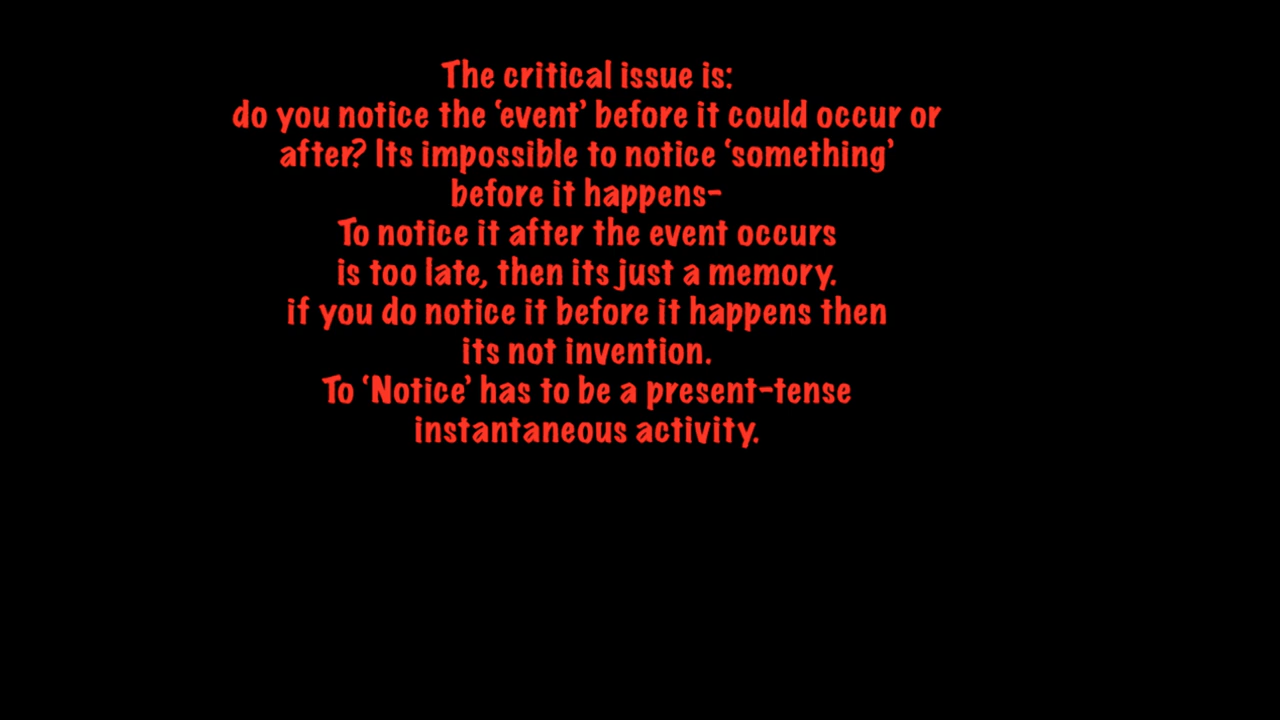 The critical issue is:
do you notice the ‘event’ before it could occur or
after? Its impossible to notice ‘something’
before it happens-
To notice it after the event occurs
is too late, then its just a memory.
if you do notice it before it happens then
its not invention.
To ‘Notice’ has to be a present-tense
instantaneous activity.